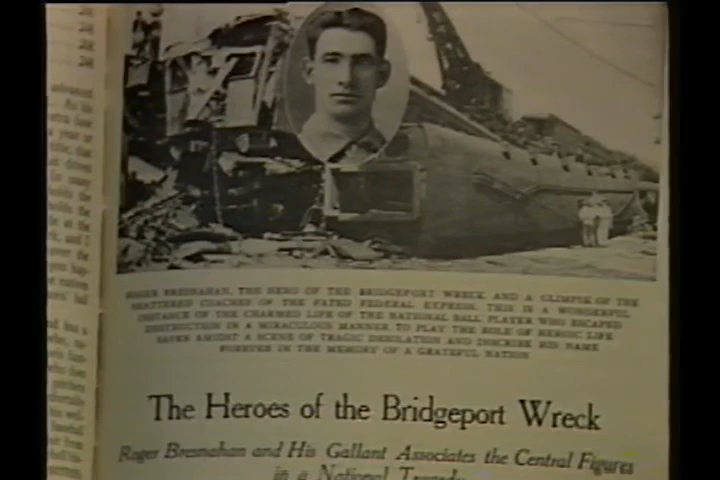 ROGER BRESNAHAN, THE HERO OF THE BRIDGEPORT WRECK AND A GLIMPSE OF THE
SHATTERED COACHES OF THE FATED FEDERAL EXPRESS. THIS IS A WONDERFUL
INSTANCE OF THE CHARMED LIFE OF THE NATIONAL BALL PLAYER WHO ESCAPED
DESTRUCTION IN A MIRACULOUS MANNER TO PLAY THE ROLE OF HEROIC LIFE
SAVER AMIDST A SCENE OF TRAGIC DESOLATION AND INSCRIBE HIS NAME
FOREVER IN THE MEMORY OF A GRATEFUL NATION
The Heroes of the Bridgeport Wreck
Roger Bresnahan and His Gallant Associates the Central Figures
in a National Tragedy